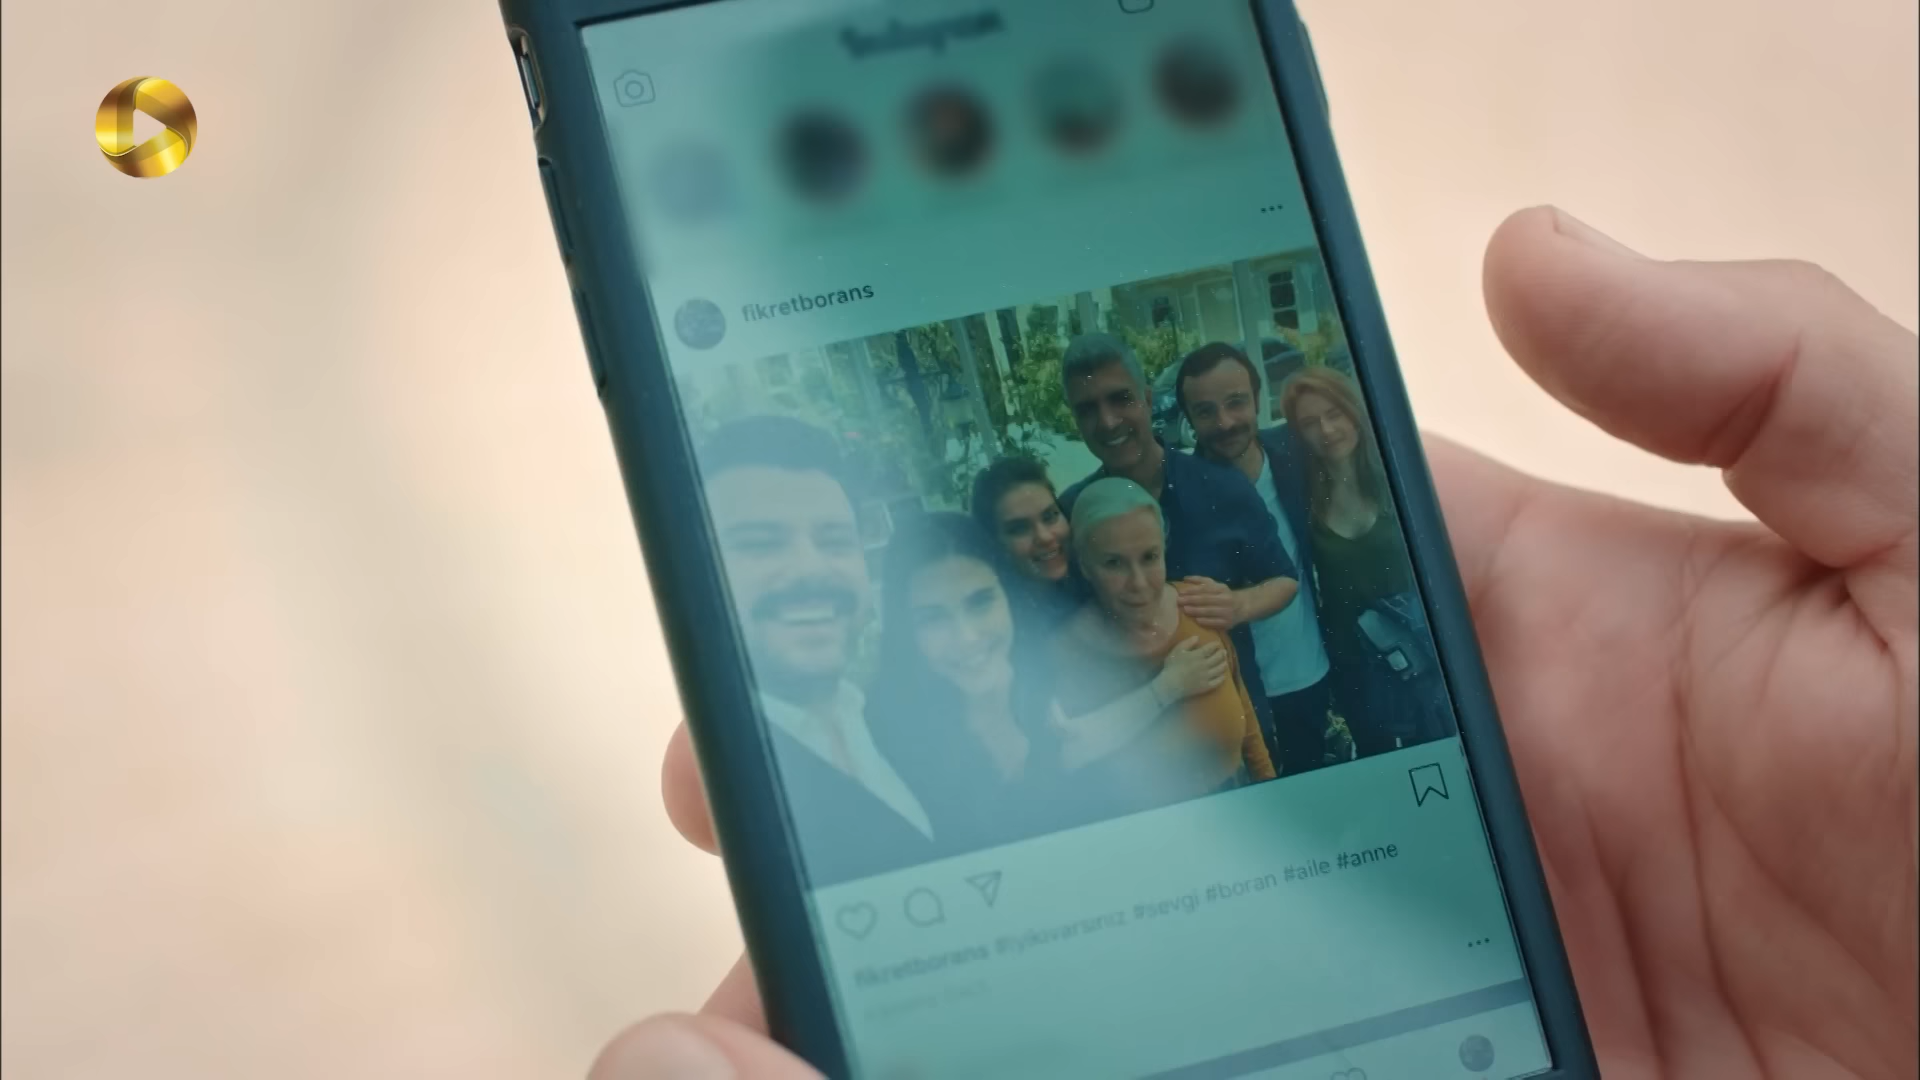 Instagram
fikretborans
fikretborans #iyikivarsınız #sevgi #boran #aile #anne